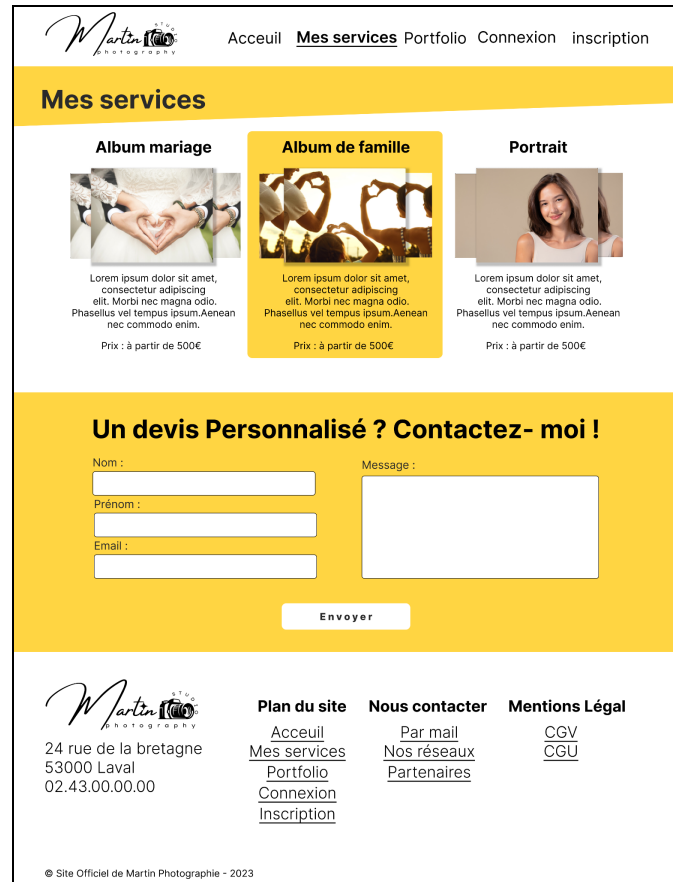 Martin STUDIO
photography
Acceuil Mes services Portfolio Connexion inscription
Mes services
Album mariage
Lorem ipsum dolor sit amet,
consectetur adipiscing
elit. Morbi nec magna odio.
Phasellus vel tempus ipsum.Aenean
nec commodo enim.
Prix : à partir de 500€
Album de famille
Lorem ipsum dolor sit amet,
consectetur adipiscing
elit. Morbi nec magna odio.
Phasellus vel tempus ipsum.Aenean
nec commodo enim.
Prix : à partir de 500€
Portrait
Lorem ipsum dolor sit amet,
consectetur adipiscing
elit. Morbi nec magna odio.
Phasellus vel tempus ipsum.Aenean
nec commodo enim.
Prix : à partir de 500€
Un devis Personnalisé ? Contactez- moi !
Nom :
Prénom :
Email :
Message :
Envoyer
Martin STUDIO
photography
24 rue de la bretagne
53000 Laval
02.43.00.00.00
Plan du site
Acceuil
Mes services
Portfolio
Connexion
Inscription
Nous contacter
Par mail
Nos réseaux
Partenaires
Mentions Légal
CGV
CGU
© Site Officiel de Martin Photographie - 2023